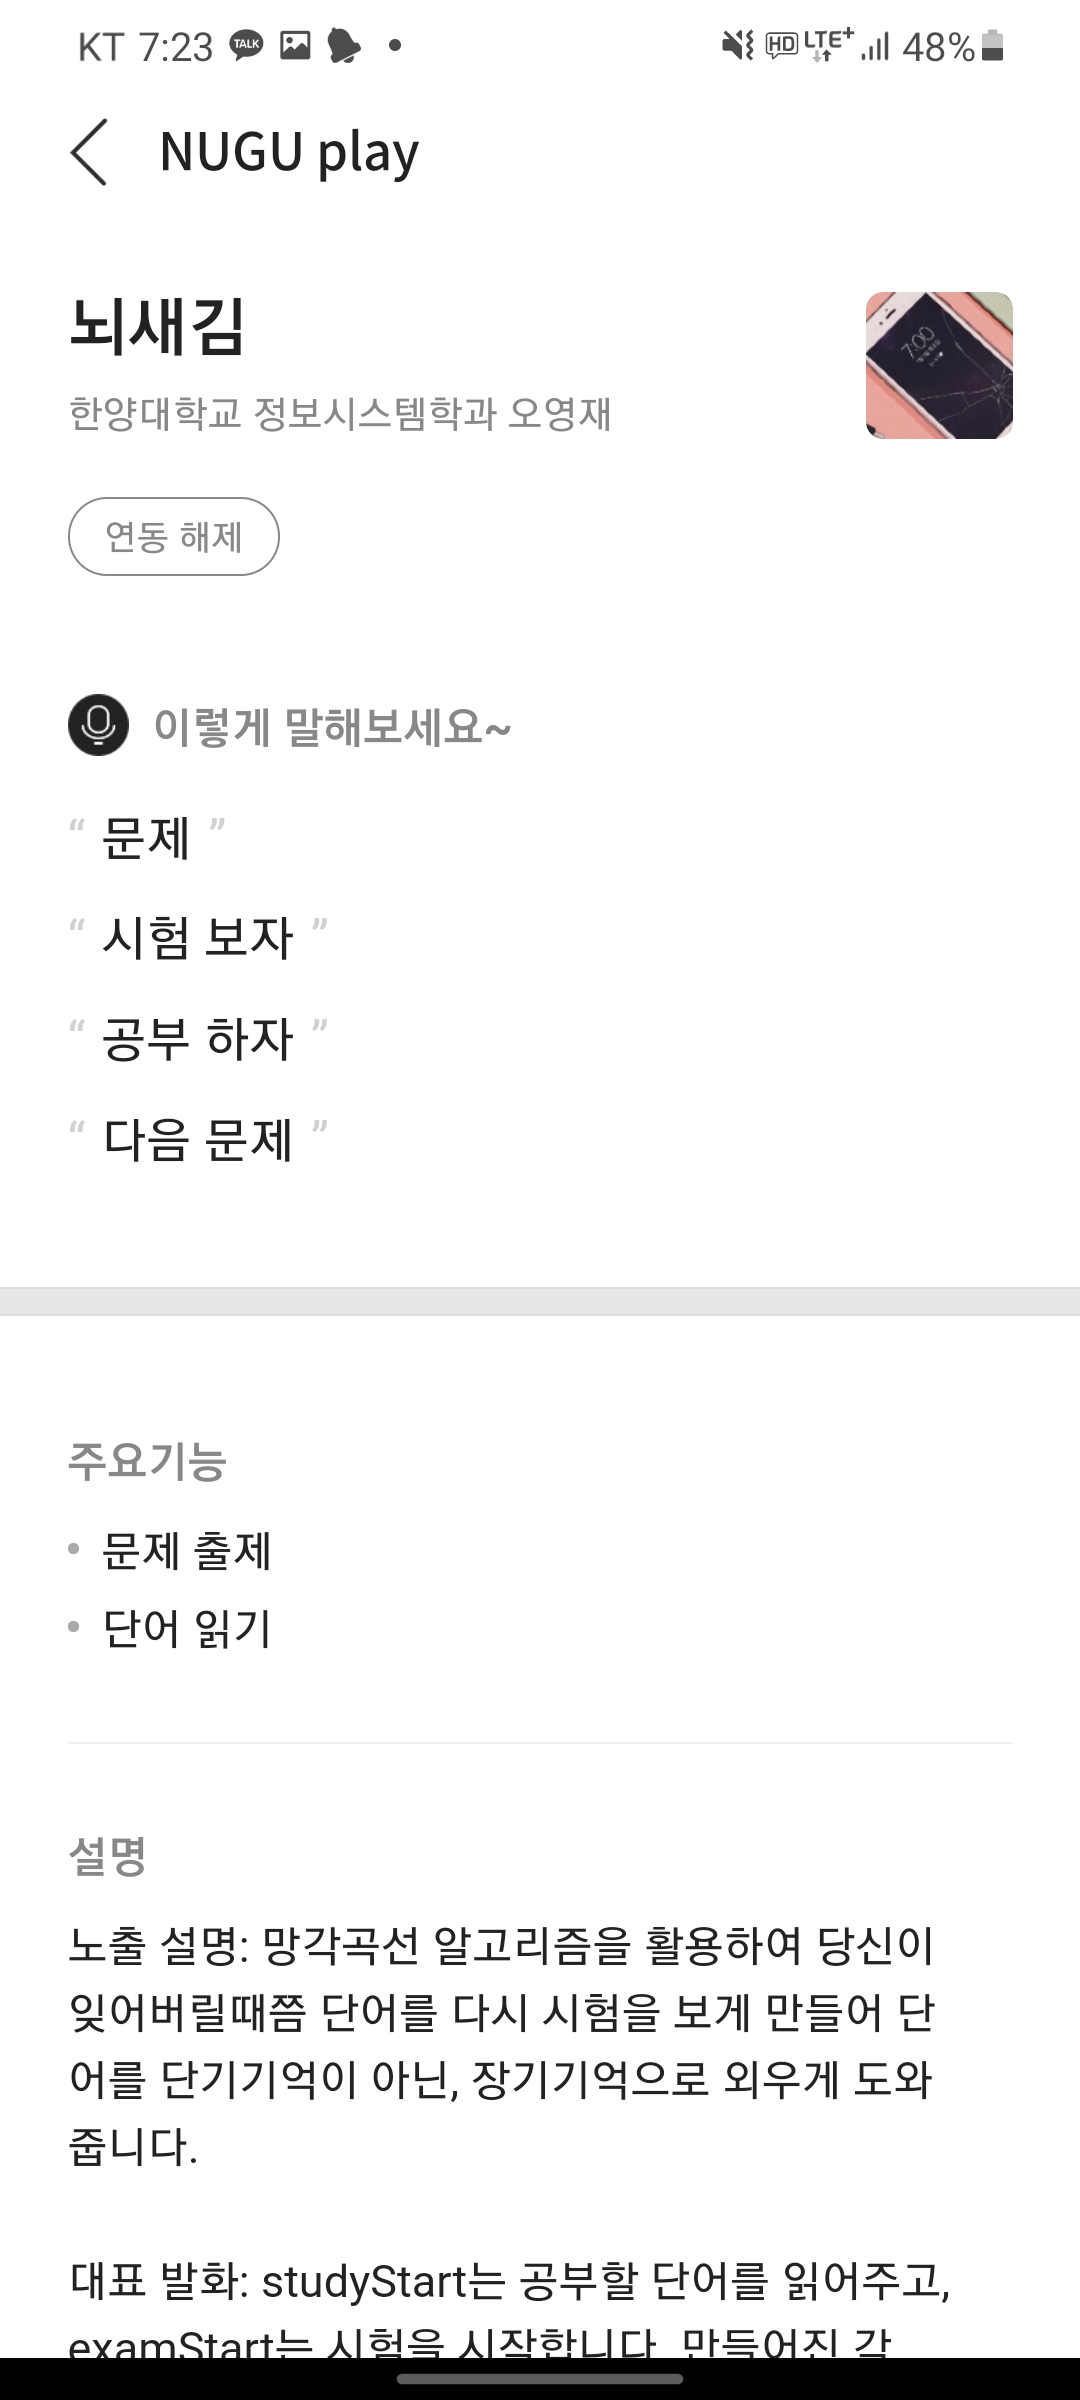 KT 7:23 TALK HD LTE+ 48%
NUGU play
뇌새김
7:00
한양대학교 정보시스템학과 오영재
연동 해제
이렇게 말해보세요~
“ 문제 ”
“ 시험 보자 ”
“ 공부 하자 ”
“ 다음 문제 ”
주요기능
• 문제 출제
• 단어 읽기
설명
노출 설명: 망각곡선 알고리즘을 활용하여 당신이
잊어버릴때쯤 단어를 다시 시험을 보게 만들어 단
어를 단기기억이 아닌, 장기기억으로 외우게 도와
줍니다.
대표 발화: studyStart는 공부할 단어를 읽어주고,
examStart는 시험을 시작합니다. 만들어진 각